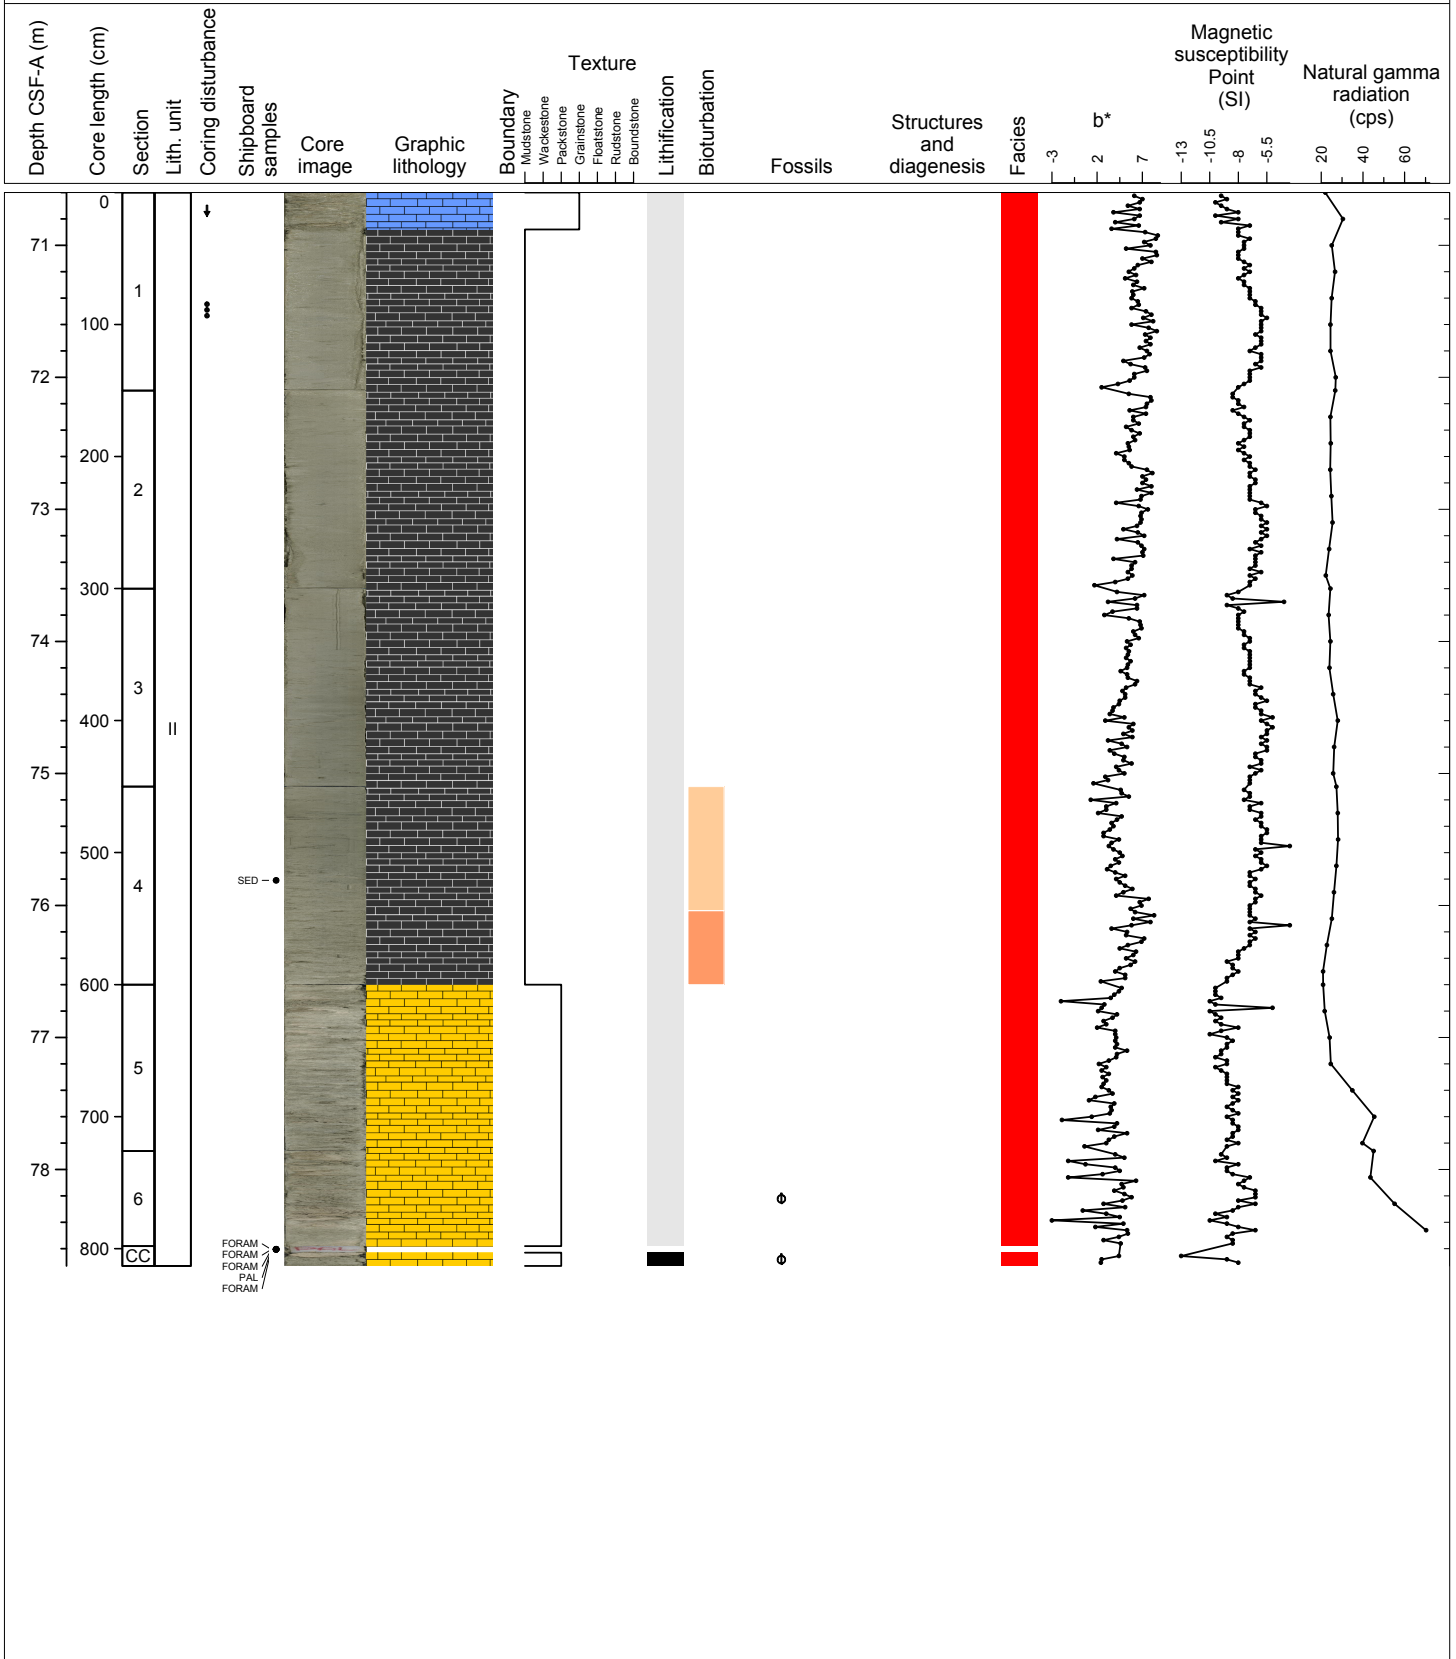 Depth CSF-A (m)
Core length (cm)
Section
Lith. unit
Coring disturbance
Shipboard
samples
Core
image
Graphic
lithology
Boundary
Texture
Mudstone
Wackestone
Packstone
Grainstone
Floatstone
Rudstone
Boundstone
Lithification
Bioturbation
Fossils
Structures
and
diagenesis
Facies
b*
-3
2
7
Magnetic
susceptibility
Point
(SI)
-13
-10.5
-8
-5.5
Natural gamma
radiation
(cps)
20
40
60
71
72
73
74
75
76
77
78
0
100
200
300
400
500
600
700
800
1
2
3
4
5
6
CC
II
SED
FORAM
FORAM
FORAM
PAL
FORAM